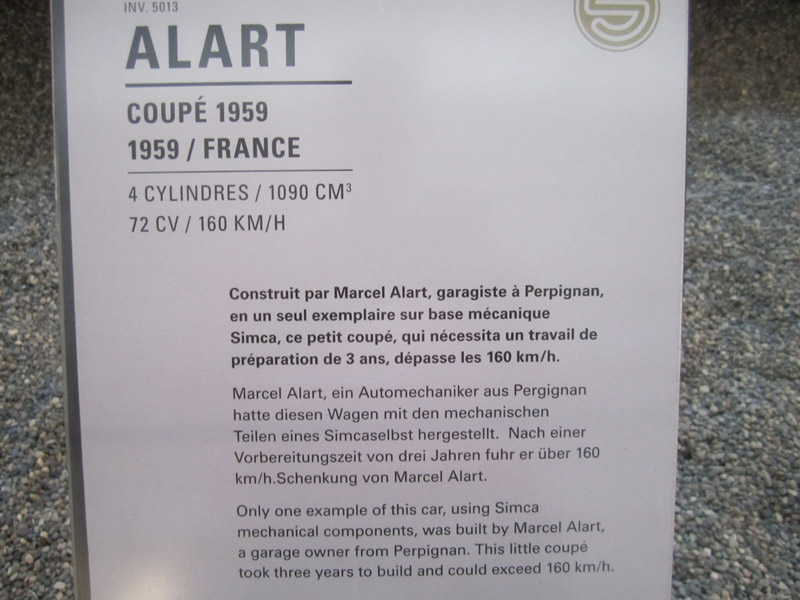 INV. 5013
ALART
COUPÉ 1959
1959 / FRANCE
4 CYLINDRES / 1090 CM³
72 CV / 160 KM/H
Construit par Marcel Alart, garagiste à Perpignan,
en un seul exemplaire sur base mécanique
Simca, ce petit coupé, qui nécessita un travail de
préparation de 3 ans, dépasse les 160 km/h.
Marcel Alart, ein Automechaniker aus Pergignan
hatte diesen Wagen mit den mechanischen
Teilen eines Simcaselbst hergestellt.  Nach einer
Vorbereitungszeit von drei Jahren fuhr er über 160
km/h.Schenkung von Marcel Alart.
Only one example of this car, using Simca
mechanical components, was built by Marcel Alart,
a garage owner from Perpignan. This little coupé
took three years to build and could exceed 160 km/h.